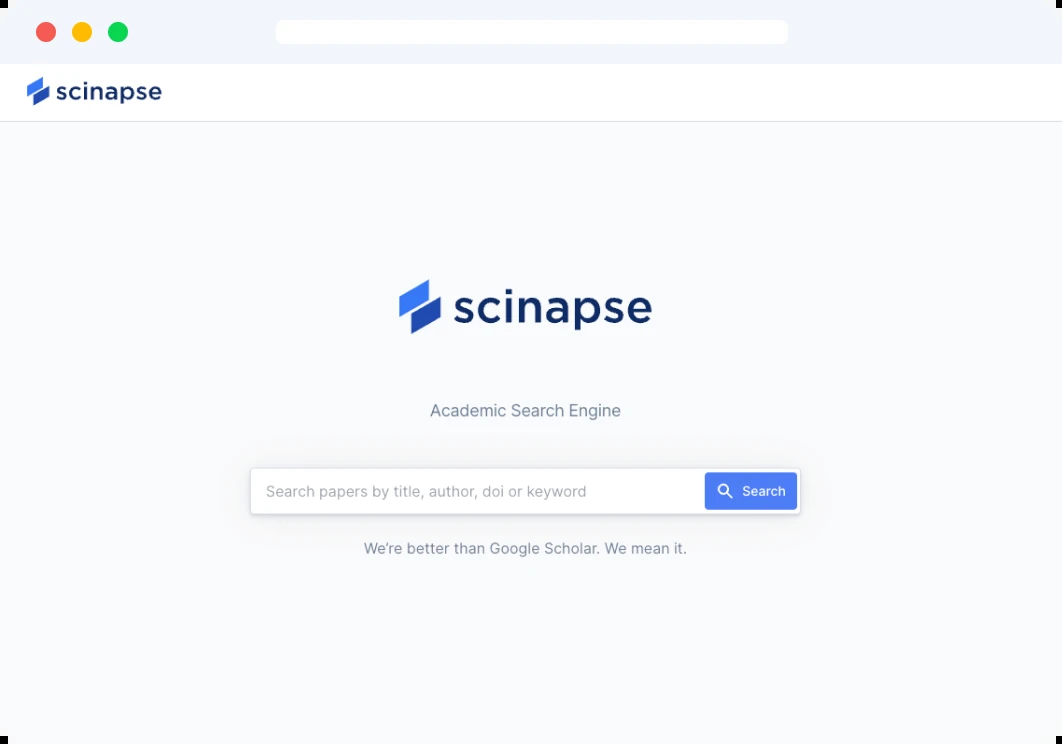 scinapse
scinapse
Academic Search Engine
Search papers by title, author, doi or keyword
Search
We're better than Google Scholar. We mean it.